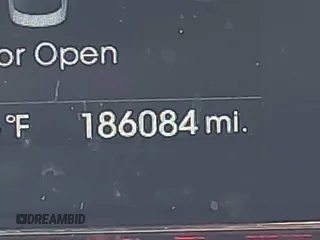 or Open
°F 186084 mi.
DREAMBID